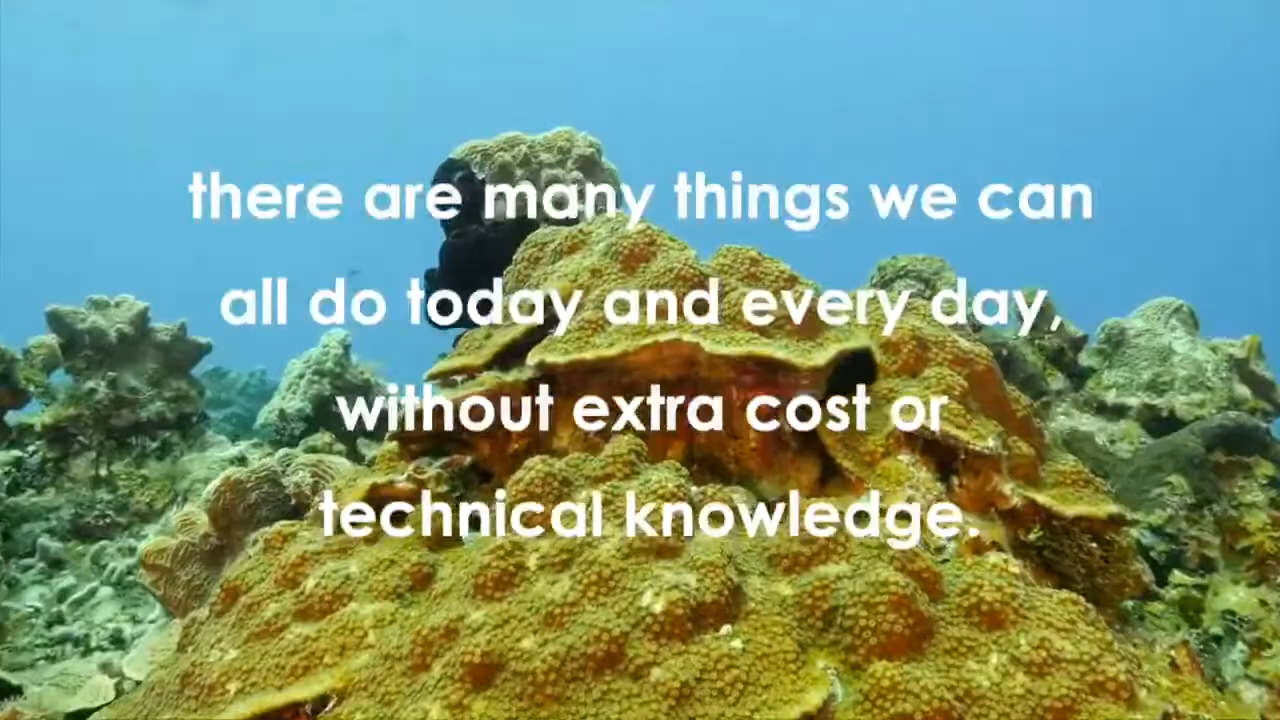 there are many things we can
all do today and every day,
without extra cost or
technical knowledge.